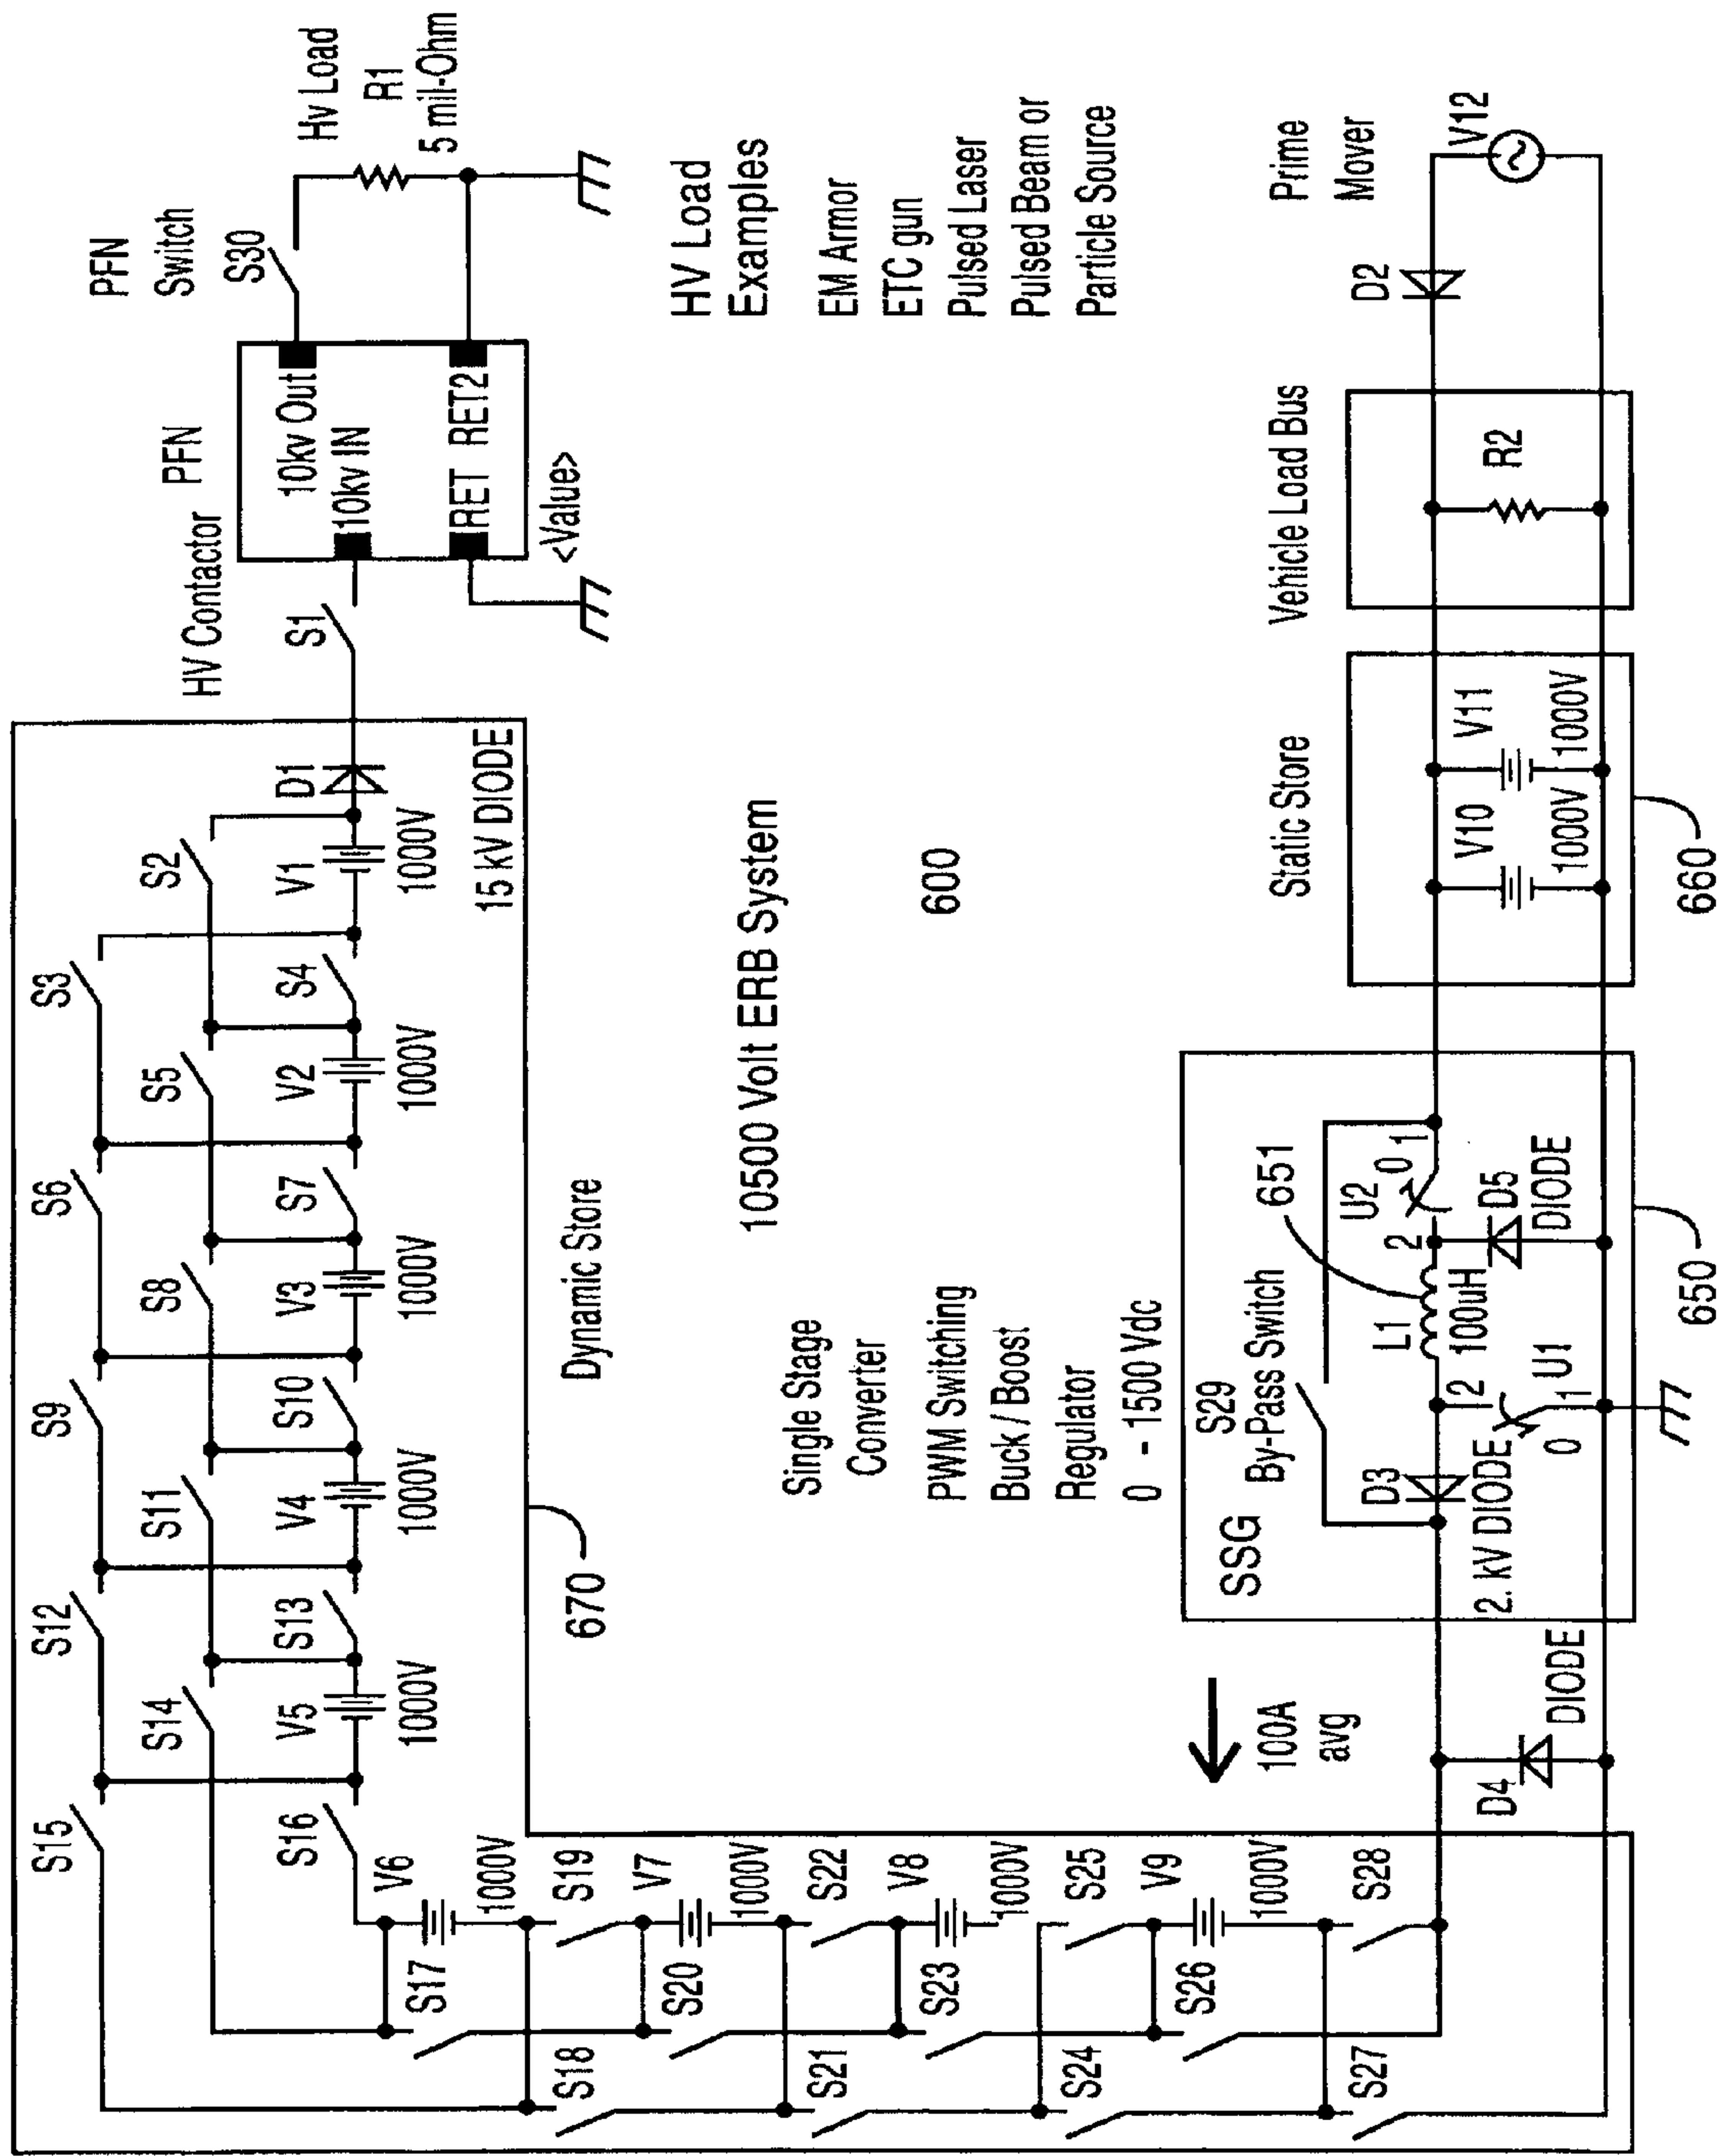 S15
S12
S9
S6
S3
S14
S11
S8
S5
S2
S16
V5
1000V
S13
V4
1000V
S10
V3
1000V
S7
V2
1000V
S4
V1
1000V
D1
15 kV DIODE
HV Contactor
S1
PFN
10kv Out
10kv IN
RET RET2
<Value>
PFN
Switch
S30
Hv Load
R1
5 mil-Ohm
S17
V6
1000V
S18
S19
S20
V7
1000V
S21
S22
S23
V8
1000V
S24
S25
S26
V9
1000V
S27
S28
670
Dynamic Store
10500 Volt ERB System
600
HV Load
Examples
EM Armor
ETC gun
Pulsed Laser
Pulsed Beam or
Particle Source
Single Stage
Converter
PWM Switching
Buck / Boost
Regulator
0 - 1500 Vdc
100A
avg
D4
DIODE
SSG
S29
By-Pass Switch
D3
2. kV DIODE
L1
100uH
651
2
U1
0
1
U2
2
0
1
D5
DIODE
650
Static Store
V10
1000V
V11
1000V
660
Vehicle Load Bus
R2
D2
Prime
Mover
V12